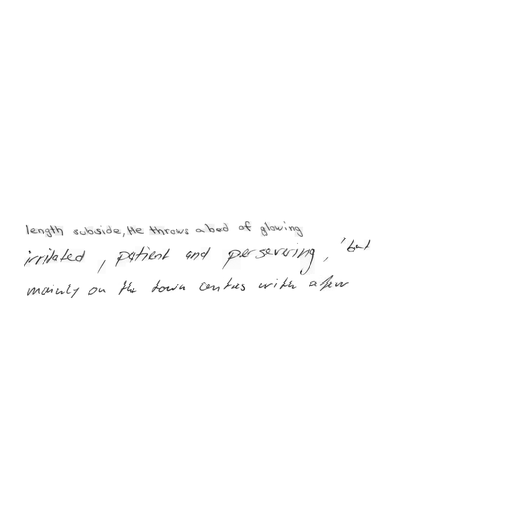 length subside, He throws a bed of glowing
irritated, patient and persevering, 'but
mainly on the town centres with a few